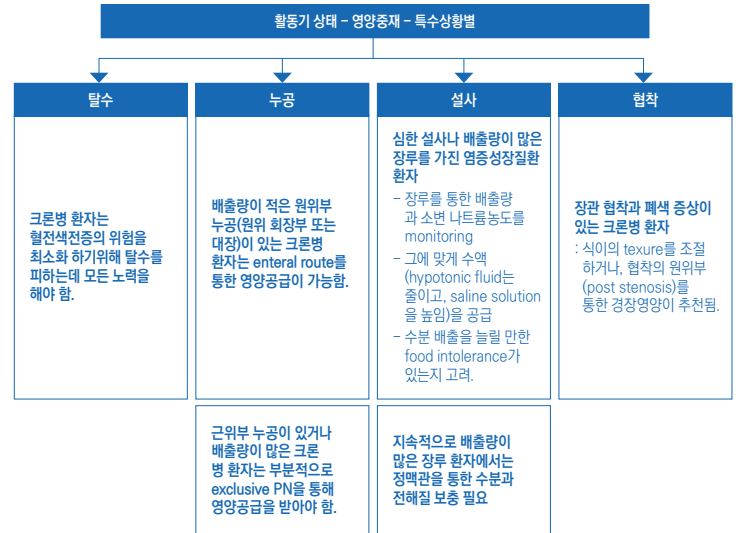 활동기 상태 – 영양중재 – 특수상황별
탈수
크론병 환자는
혈전색전증의 위험을
최소화 하기위해 탈수를
피하는데 모든 노력을
해야 함.
누공
배출량이 적은 원위부
누공(원위 회장부 또는
대장)이 있는 크론병
환자는 enteral route를
통한 영양공급이 가능함.
근위부 누공이 있거나
배출량이 많은 크론
병 환자는 부분적으로
exclusive PN을 통해
영양공급을 받아야 함.
설사
심한 설사나 배출량이 많은
장루를 가진 염증성장질환
환자
– 장루를 통한 배출량
과 소변 나트륨농도를
monitoring
– 그에 맞게 수액
(hypotonic fluid는
줄이고, saline solution
을 높임)을 공급
– 수분 배출을 늘릴 만한
food intolerance가
있는지 고려.
지속적으로 배출량이
많은 장루 환자에서는
정맥관을 통한 수분과
전해질 보충 필요
협착
장관 협착과 폐색 증상이
있는 크론병 환자
: 식이의 texure를 조절
하거나, 협착의 원위부
(post stenosis)를
통한 경장영양이 추천됨.